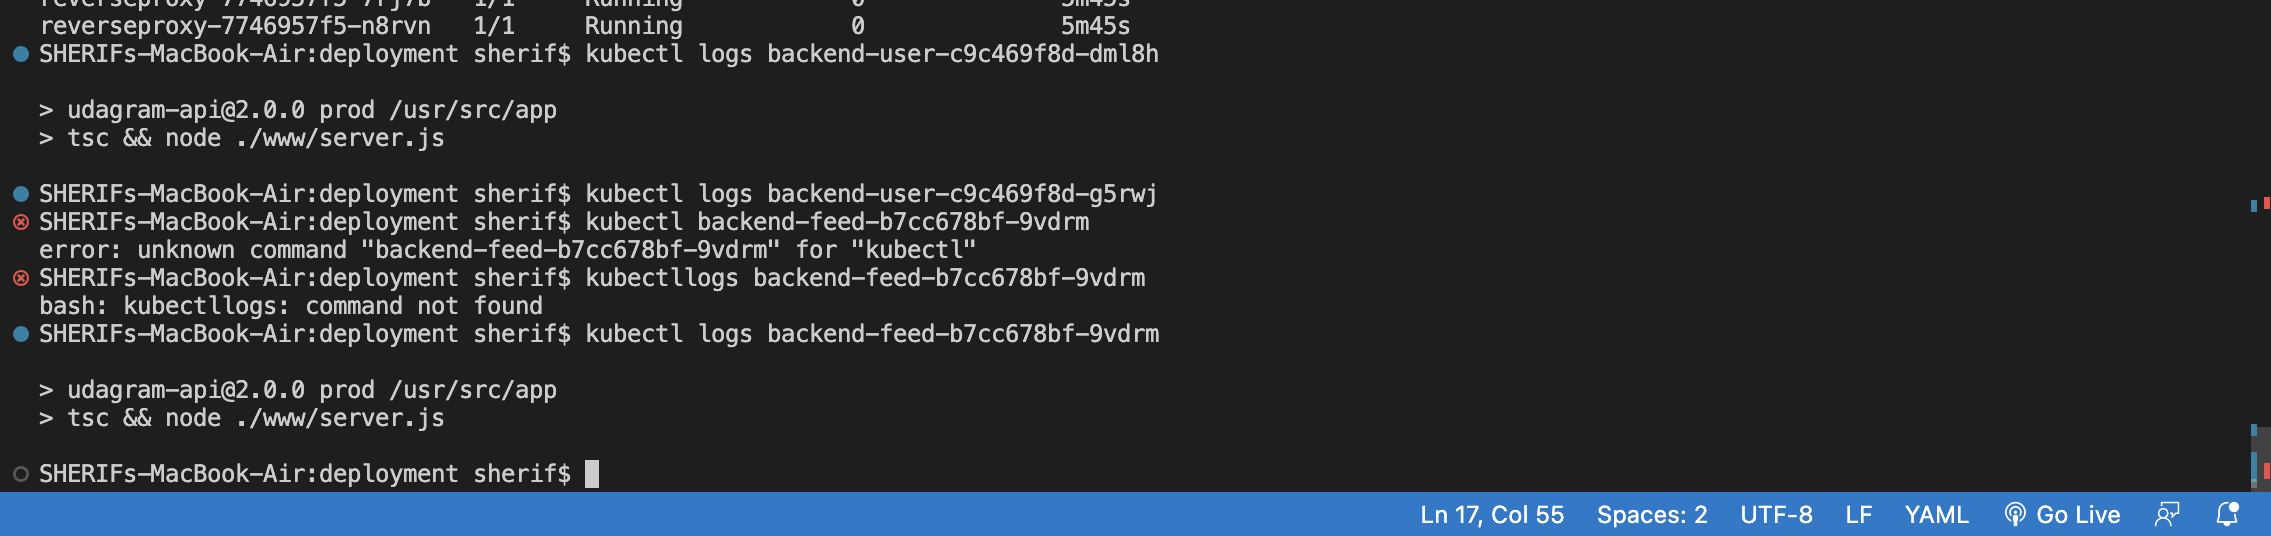 reverseproxy-7746957f5-7rj7b   1/1     Running            0              5m45s
reverseproxy-7746957f5-n8rvn   1/1     Running            0              5m45s
SHERIFs-MacBook-Air:deployment sherif$ kubectl logs backend-user-c9c469f8d-dml8h
> udagram-api@2.0.0 prod /usr/src/app
> tsc && node ./www/server.js
SHERIFs-MacBook-Air:deployment sherif$ kubectl logs backend-user-c9c469f8d-g5rwj
SHERIFs-MacBook-Air:deployment sherif$ kubectl backend-feed-b7cc678bf-9vdrm
error: unknown command "backend-feed-b7cc678bf-9vdrm" for "kubectl"
SHERIFs-MacBook-Air:deployment sherif$ kubectllogs backend-feed-b7cc678bf-9vdrm
bash: kubectllogs: command not found
SHERIFs-MacBook-Air:deployment sherif$ kubectl logs backend-feed-b7cc678bf-9vdrm
> udagram-api@2.0.0 prod /usr/src/app
> tsc && node ./www/server.js
SHERIFs-MacBook-Air:deployment sherif$
Ln 17, Col 55 Spaces: 2 UTF-8 LF YAML Go Live